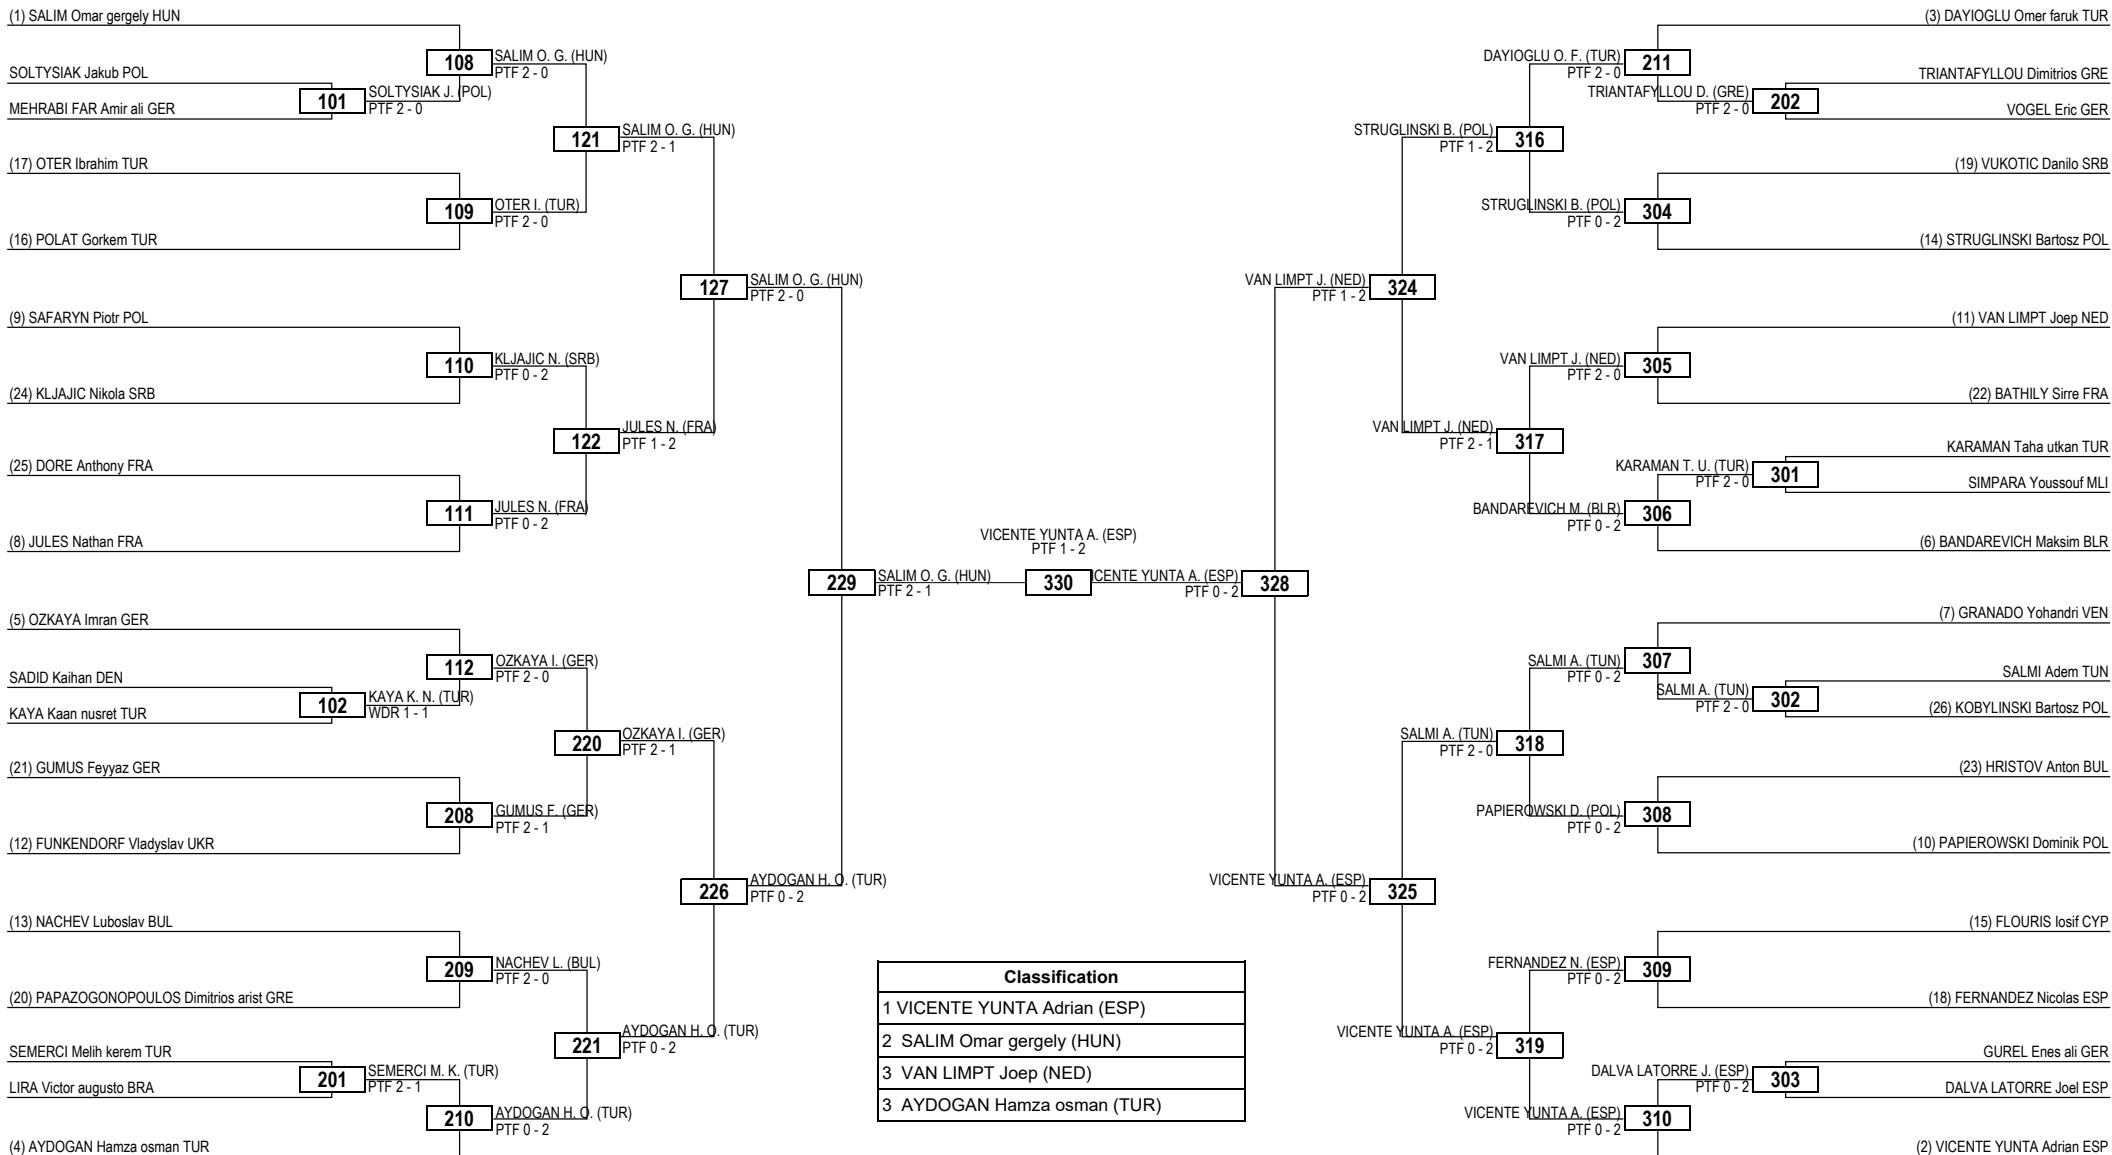 (1) SALIM Omar gergely HUN
SOLTYSIAK Jakub POL
MEHRABI FAR Amir ali GER
(17) OTER Ibrahim TUR
(16) POLAT Gorkem TUR
(9) SAFARYN Piotr POL
(24) KLJAJIC Nikola SRB
(25) DORE Anthony FRA
(8) JULES Nathan FRA
(5) OZKAYA Imran GER
SADID Kaihan DEN
KAYA Kaan nusret TUR
(21) GUMUS Feyyaz GER
(12) FUNKENDORF Vladyslav UKR
(13) NACHEV Luboslav BUL
(20) PAPAZOGONOPOULOS Dimitrios arist GRE
SEMERCI Melih kerem TUR
LIRA Victor augusto BRA
(4) AYDOGAN Hamza osman TUR
101
SOLTYSIAK J. (POL)
PTF 2 - 0
102
KAYA K. N. (TUR)
WDR 1 - 1
201
SEMERCI M. K. (TUR)
PTF 2 - 1
108
SALIM O. G. (HUN)
PTF 2 - 0
109
OTER I. (TUR)
PTF 2 - 0
110
KLJAJIC N. (SRB)
PTF 0 - 2
111
JULES N. (FRA)
PTF 0 - 2
112
OZKAYA I. (GER)
PTF 2 - 0
208
GUMUS F. (GER)
PTF 2 - 1
209
NACHEV L. (BUL)
PTF 2 - 0
210
AYDOGAN H. O. (TUR)
PTF 0 - 2
121
SALIM O. G. (HUN)
PTF 2 - 1
122
JULES N. (FRA)
PTF 1 - 2
220
OZKAYA I. (GER)
PTF 2 - 1
221
AYDOGAN H. O. (TUR)
PTF 0 - 2
127
SALIM O. G. (HUN)
PTF 2 - 0
226
AYDOGAN H. O. (TUR)
PTF 0 - 2
229
SALIM O. G. (HUN)
PTF 2 - 1
VICENTE YUNTA A. (ESP)
PTF 1 - 2
330
ICENTE YUNTA A. (ESP)
PTF 0 - 2
328
VAN LIMPT J. (NED)
PTF 1 - 2
324
VICENTE YUNTA A. (ESP)
PTF 0 - 2
325
STRUGLINSKI B. (POL)
PTF 1 - 2
316
VAN LIMPT J. (NED)
PTF 2 - 1
317
SALMI A. (TUN)
PTF 2 - 0
318
VICENTE YUNTA A. (ESP)
PTF 0 - 2
319
DAYIOGLU O. F. (TUR)
PTF 2 - 0
211
STRUGLINSKI B. (POL)
PTF 0 - 2
304
VAN LIMPT J. (NED)
PTF 2 - 0
305
BANDAREVICH M. (BLR)
PTF 0 - 2
306
SALMI A. (TUN)
PTF 0 - 2
307
PAPIEROWSKI D. (POL)
PTF 0 - 2
308
FERNANDEZ N. (ESP)
PTF 0 - 2
309
VICENTE YUNTA A. (ESP)
PTF 0 - 2
310
TRIANTAFYLLOU D. (GRE)
PTF 2 - 0
202
KARAMAN T. U. (TUR)
PTF 2 - 0
301
SALMI A. (TUN)
PTF 2 - 0
302
DALVA LATORRE J. (ESP)
PTF 0 - 2
303
(3) DAYIOGLU Omer faruk TUR
TRIANTAFYLLOU Dimitrios GRE
VOGEL Eric GER
(19) VUKOTIC Danilo SRB
(14) STRUGLINSKI Bartosz POL
(11) VAN LIMPT Joep NED
(22) BATHILY Sirre FRA
KARAMAN Taha utkan TUR
SIMPARA Youssouf MLI
(6) BANDAREVICH Maksim BLR
(7) GRANADO Yohandri VEN
SALMI Adem TUN
(26) KOBYLINSKI Bartosz POL
(23) HRISTOV Anton BUL
(10) PAPIEROWSKI Dominik POL
(15) FLOURIS Iosif CYP
(18) FERNANDEZ Nicolas ESP
GUREL Enes ali GER
DALVA LATORRE Joel ESP
(2) VICENTE YUNTA Adrian ESP
Classification
1 VICENTE YUNTA Adrian (ESP)
2 SALIM Omar gergely (HUN)
3 VAN LIMPT Joep (NED)
3 AYDOGAN Hamza osman (TUR)